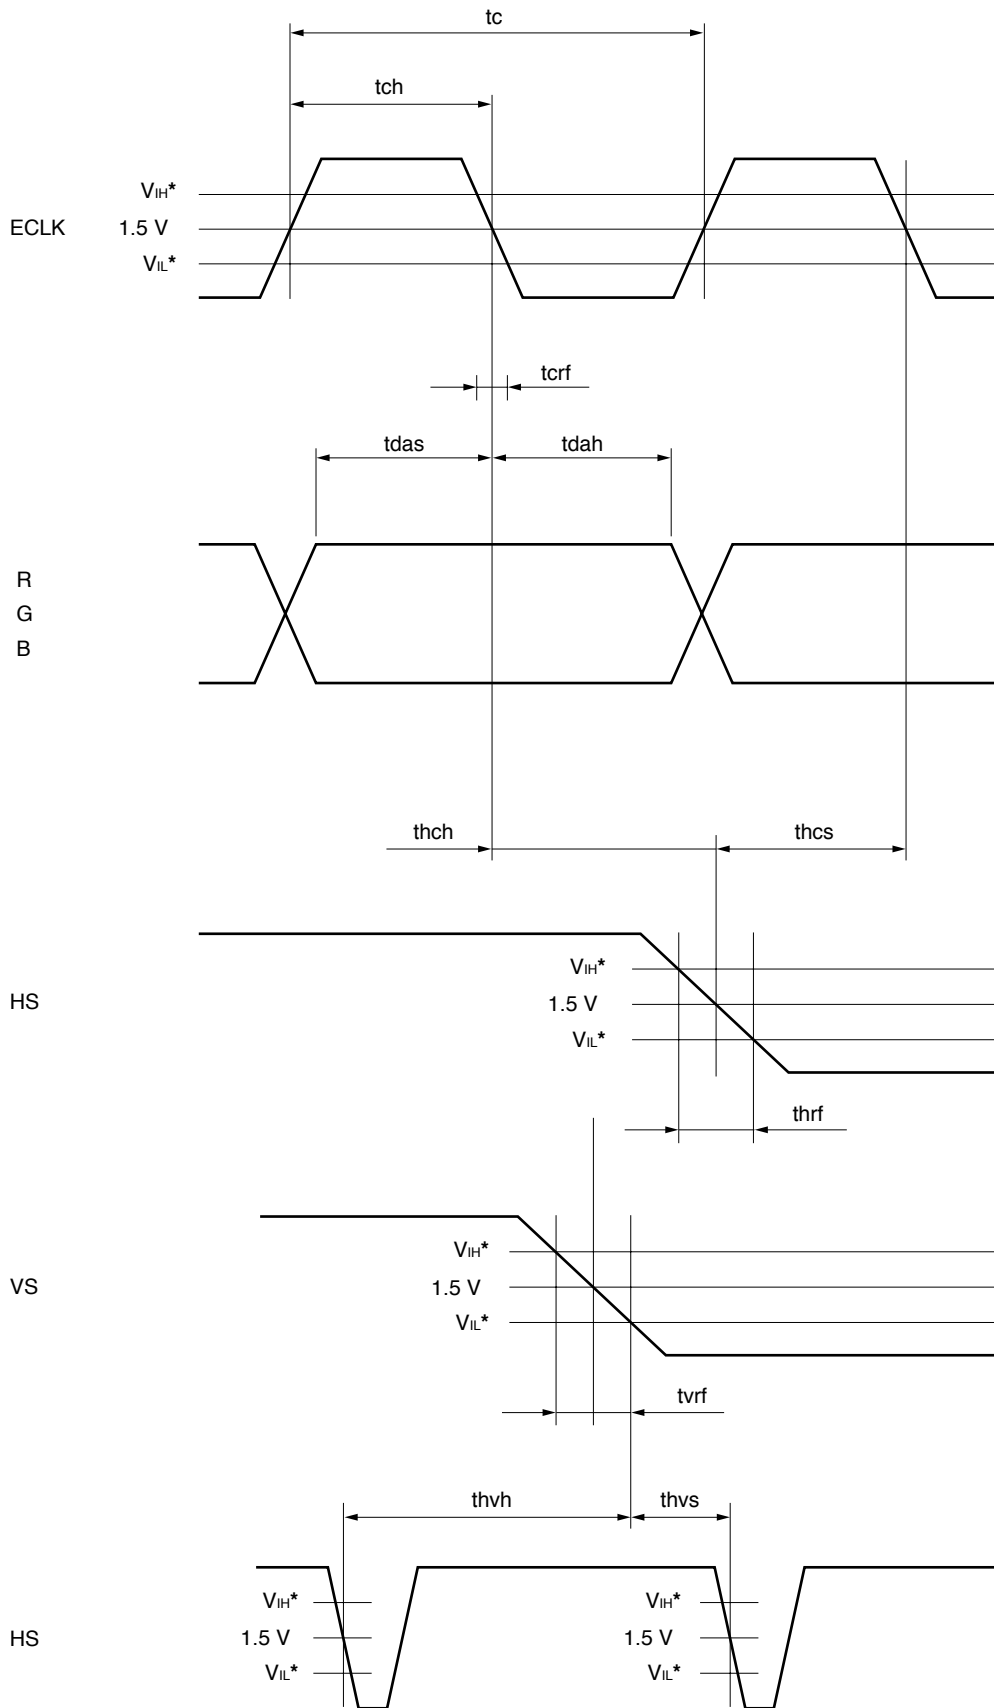 tc
tch
VIH*
ECLK 1.5 V
VIL*
tcrf
tdas tdah
R
G
B
thch thcs
VIH*
HS 1.5 V
VIL*
thrf
VIH*
VS 1.5 V
VIL*
tvrf
thvh thvs
VIH* VIH*
HS 1.5 V 1.5 V
VIL* VIL*